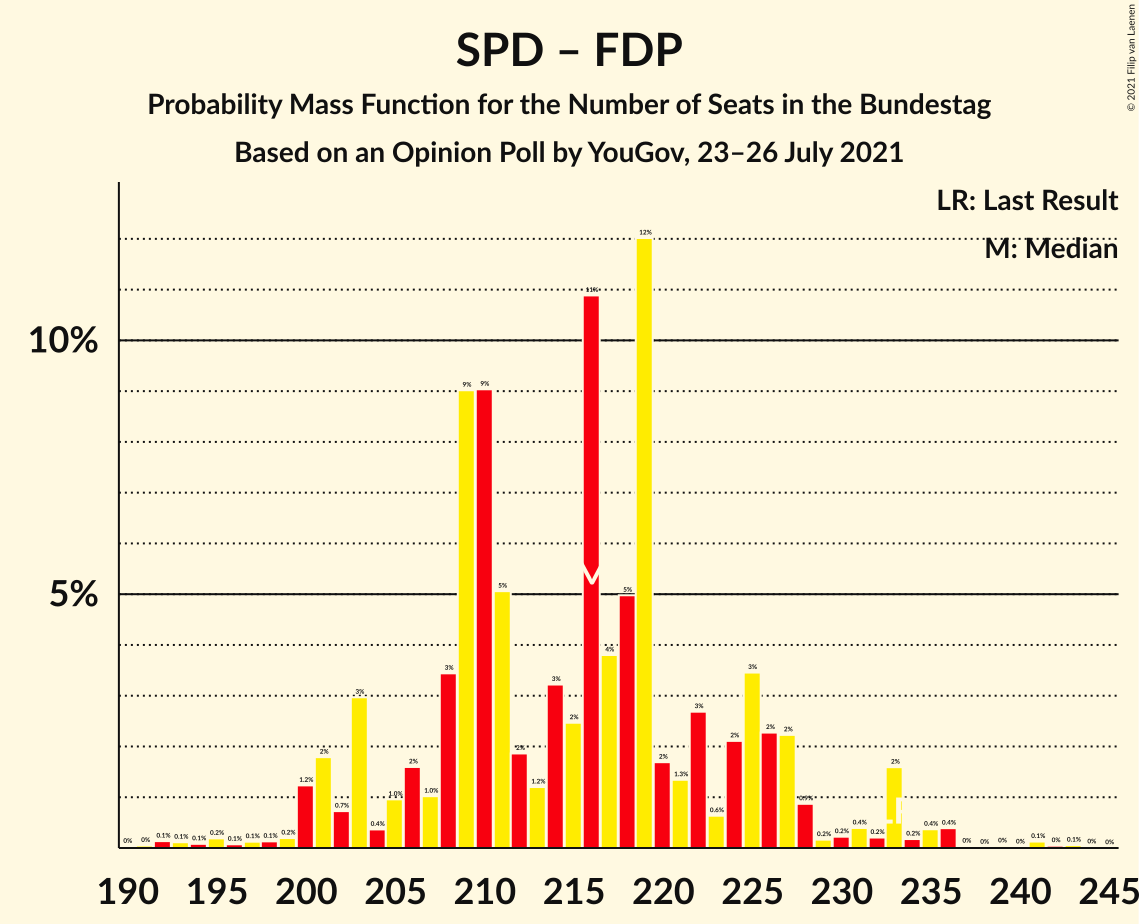 SPD – FDP
Probability Mass Function for the Number of Seats in the Bundestag
Based on an Opinion Poll by YouGov, 23–26 July 2021
© 2021 Filip van Laenen
LR: Last Result
M: Median
10%
5%
0% 0% 0.1% 0.1% 0.1% 0.2% 0.1% 0.1% 0.1% 0.2% 1.2% 2% 0.7% 3% 0.4% 1.0% 2% 1.0% 3% 9% 9% 5% 2% 1.2% 3% 2% 11% 4% 5% 12% 2% 1.3% 3% 0.6% 2% 3% 2% 2% 0.9% 0.2% 0.2% 0.4% 0.2% 2% 0.2% 0.4% 0.4% 0% 0% 0% 0% 0.1% 0% 0.1% 0% 0%
M
190 195 200 205 210 215 220 225 230 235 240 245